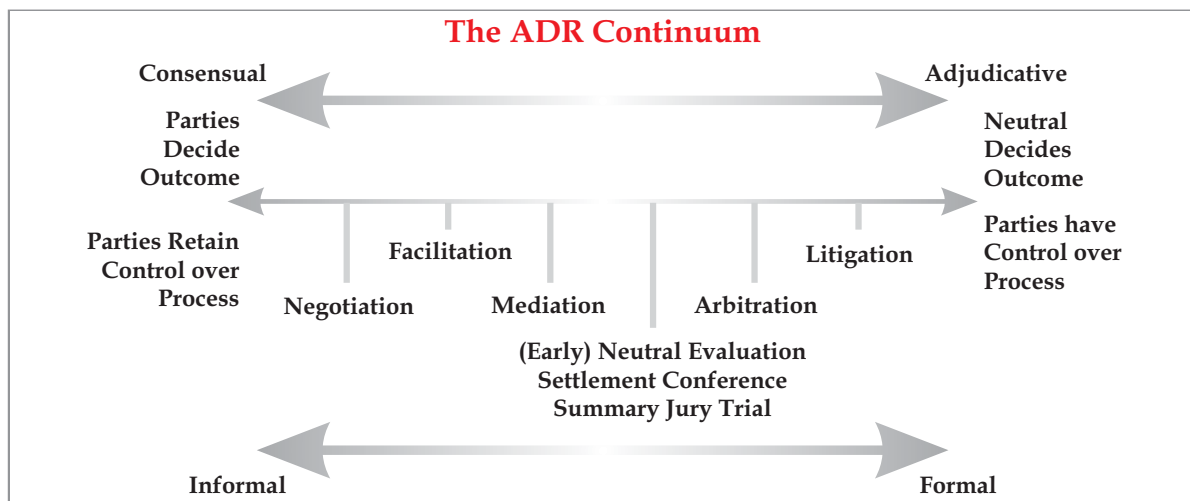 The ADR Continuum
Consensual
Adjudicative
Parties
Decide
Outcome
Neutral
Decides
Outcome
Parties Retain
Control over
Process
Parties have
Control over
Process
Negotiation
Facilitation
Mediation
(Early) Neutral Evaluation
Settlement Conference
Summary Jury Trial
Arbitration
Litigation
Informal
Formal